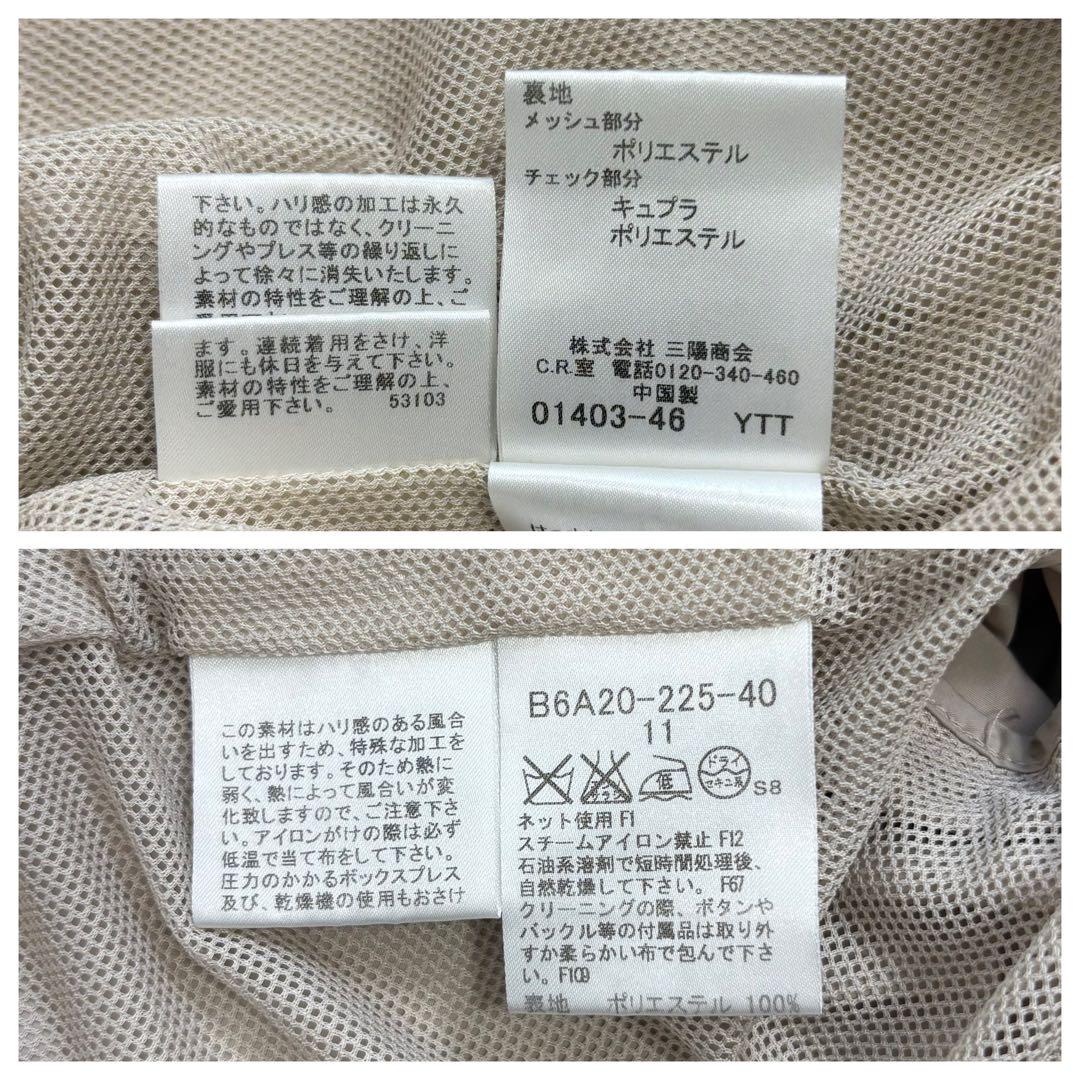 下さい。ハリ感の加工は永久
的なものではなく、クリーニ
ングやプレス等の繰り返しに
よって徐々に消失いたします。
素材の特性をご理解の上、ご
ます。連続着用をさけ、洋
服にも休日を与えて下さい。
素材の特性をご理解の上、
ご愛用下さい。 53103
裏地
メッシュ部分
ポリエステル
チェック部分
キュプラ
ポリエステル
株式会社 三陽商会
C.R.室 電話0120-340-460
中国製
01403-46 YTT
この素材はハリ感のある風合
いを出すため、特殊な加工を
しております。そのため熱に
弱く、熱によって風合いが変
化致しますので、ご注意下さ
い。アイロンがけの際は必ず
低温で当て布をして下さい。
圧力のかかるボックスプレス
及び、乾燥機の使用もおさけ
B6A20-225-40
11
エンソ
サラシ
低
ドライ
セキユ系
S8
ネット使用 F1
スチームアイロン禁止 F12
石油系溶剤で短時間処理後、
自然乾燥して下さい。 F67
クリーニングの際、ボタンや
バックル等の付属品は取り外
すか柔らかい布で包んで下さ
い。F109
裏地 ポリエステル 100%